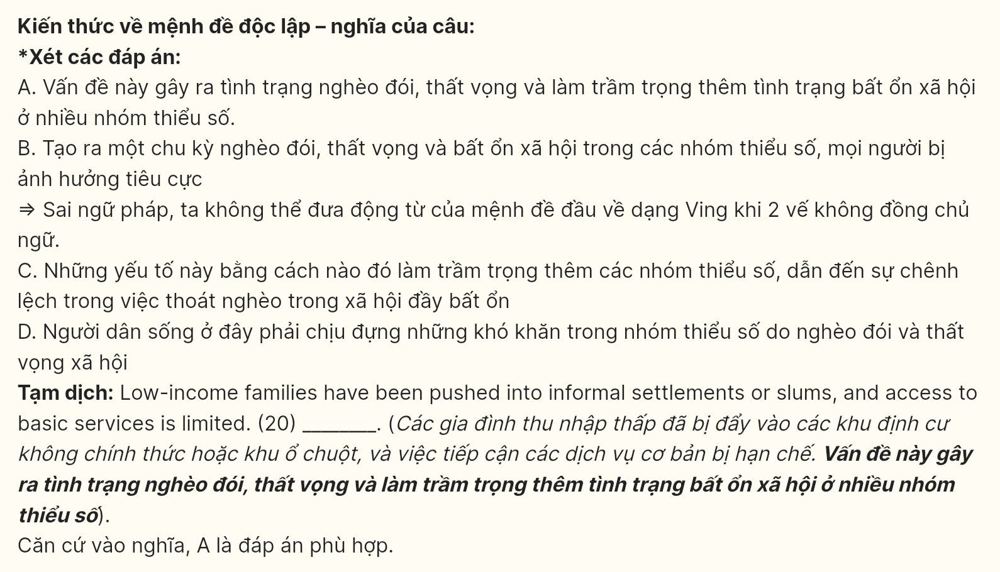 Kiến thức về mệnh đề độc lập – nghĩa của câu:
*Xét các đáp án:
A. Vấn đề này gây ra tình trạng nghèo đói, thất vọng và làm trầm trọng thêm tình trạng bất ổn xã hội
ở nhiều nhóm thiểu số.
B. Tạo ra một chu kỳ nghèo đói, thất vọng và bất ổn xã hội trong các nhóm thiểu số, mọi người bị
ảnh hưởng tiêu cực
⇒ Sai ngữ pháp, ta không thể đưa động từ của mệnh đề đầu về dạng Ving khi 2 vế không đồng chủ
ngữ.
C. Những yếu tố này bằng cách nào đó làm trầm trọng thêm các nhóm thiểu số, dẫn đến sự chênh
lệch trong việc thoát nghèo trong xã hội đầy bất ổn
D. Người dân sống ở đây phải chịu đựng những khó khăn trong nhóm thiểu số do nghèo đói và thất
vọng xã hội
Tạm dịch: Low-income families have been pushed into informal settlements or slums, and access to
basic services is limited. (20) ________. (Các gia đình thu nhập thấp đã bị đẩy vào các khu định cư
không chính thức hoặc khu ổ chuột, và việc tiếp cận các dịch vụ cơ bản bị hạn chế. Vấn đề này gây
ra tình trạng nghèo đói, thất vọng và làm trầm trọng thêm tình trạng bất ổn xã hội ở nhiều nhóm
thiểu số).
Căn cứ vào nghĩa, A là đáp án phù hợp.